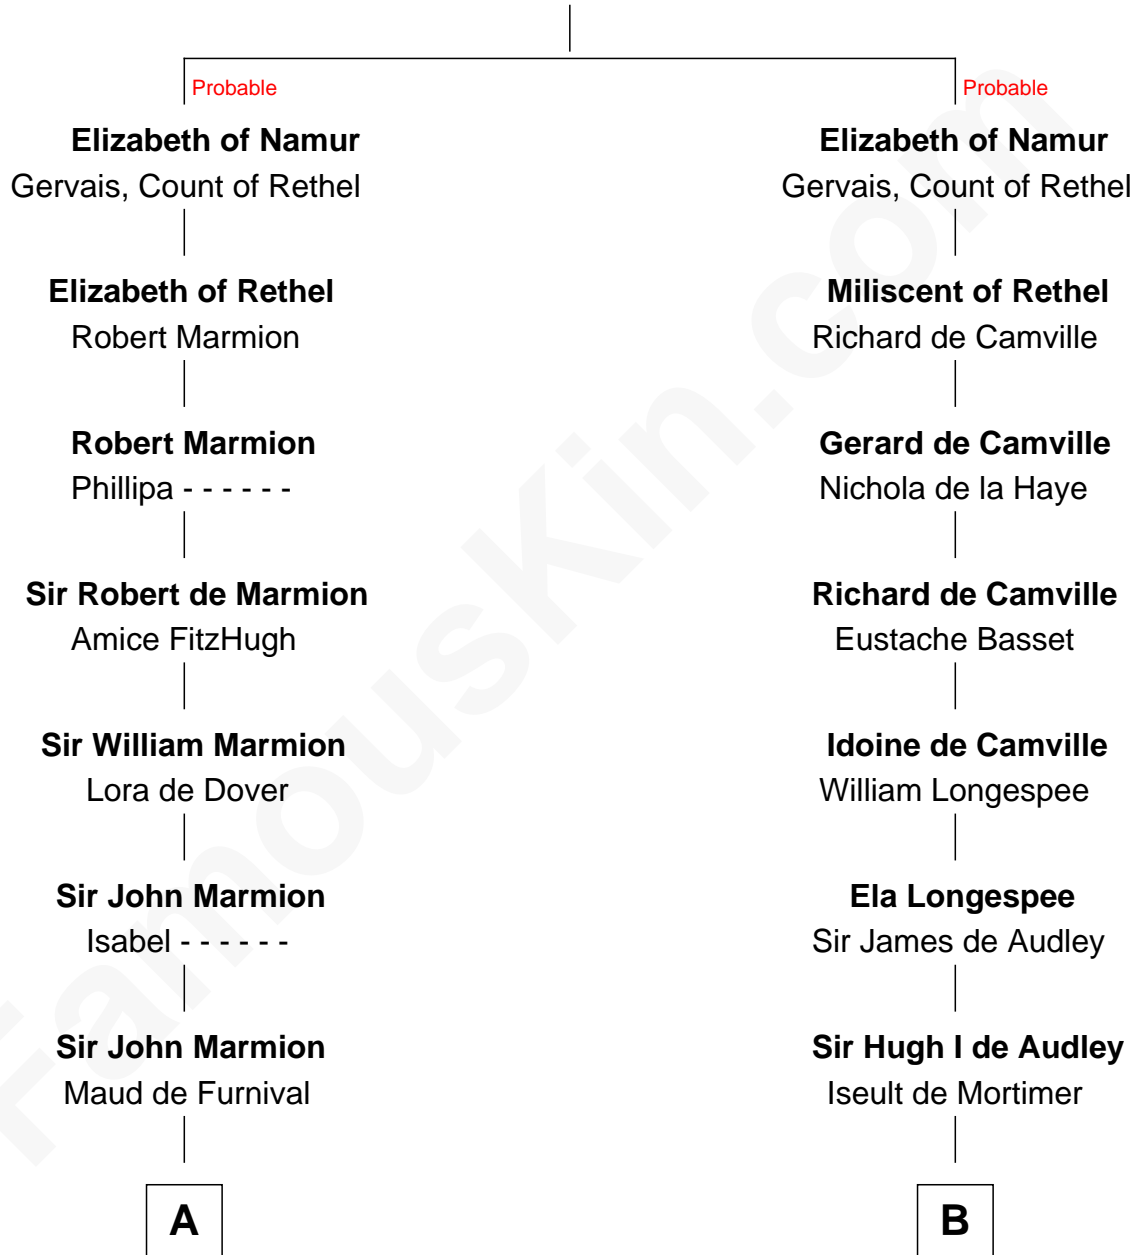 Probable
Elizabeth of Namur
Gervais, Count of Rethel
Elizabeth of Rethel
Robert Marmion
Robert Marmion
Phillipa - - - - - -
Sir Robert de Marmion
Amice FitzHugh
Sir William Marmion
Lora de Dover
Sir John Marmion
Isabel - - - - - -
Sir John Marmion
Maud de Furnival
A
Probable
Elizabeth of Namur
Gervais, Count of Rethel
Miliscent of Rethel
Richard de Camville
Gerard de Camville
Nichola de la Haye
Richard de Camville
Eustache Basset
Idoine de Camville
William Longespee
Ela Longespee
Sir James de Audley
Sir Hugh I de Audley
Iseult de Mortimer
B
FamousKin.com